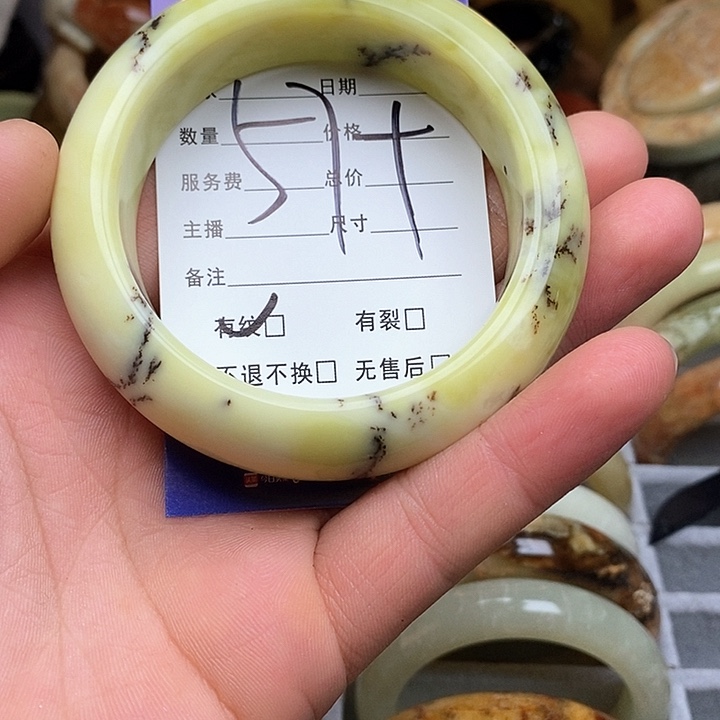 日期
数量 价格
服务费 总价
主播 尺寸
备注
有纹□ 有裂□
不退不换□ 无售后□